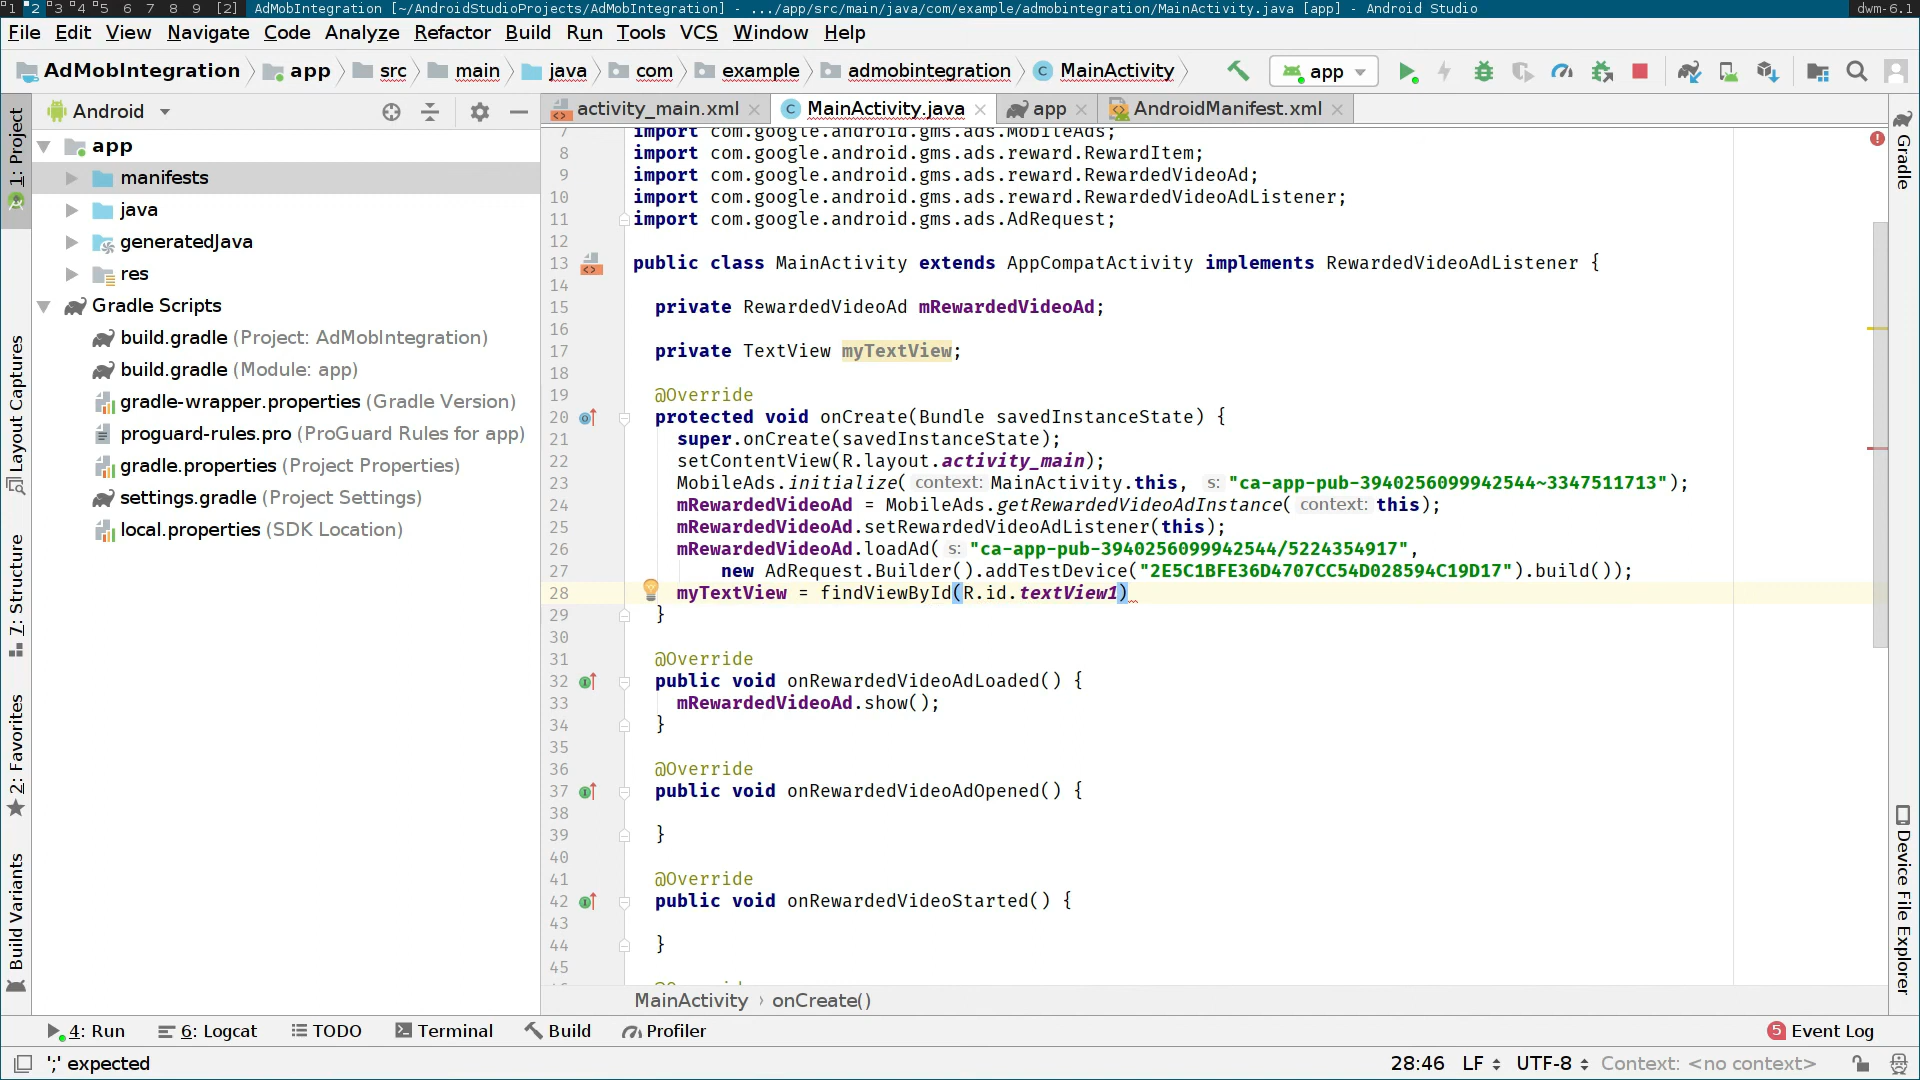 1 2 3 4 5 6 7 8 9 [2] AdMobIntegration [~/AndroidStudioProjects/AdMobIntegration] - .../app/src/main/java/com/example/admobintegration/MainActivity.java [app] - Android Studio dwm-6.1
File Edit View Navigate Code Analyze Refactor Build Run Tools VCS Window Help
AdMobIntegration app src main java com example admobintegration MainActivity app
Android
activity_main.xml MainActivity.java app AndroidManifest.xml
1: Project
Layout Captures
7: Structure
2: Favorites
Build Variants
app
manifests
java
generatedJava
res
Gradle Scripts
build.gradle (Project: AdMobIntegration)
build.gradle (Module: app)
gradle-wrapper.properties (Gradle Version)
proguard-rules.pro (ProGuard Rules for app)
gradle.properties (Project Properties)
settings.gradle (Project Settings)
local.properties (SDK Location)
7 import com.google.android.gms.ads.MobileAds;
8 import com.google.android.gms.ads.reward.RewardItem;
9 import com.google.android.gms.ads.reward.RewardedVideoAd;
10 import com.google.android.gms.ads.reward.RewardedVideoAdListener;
11 import com.google.android.gms.ads.AdRequest;
12
13 public class MainActivity extends AppCompatActivity implements RewardedVideoAdListener {
14
15 private RewardedVideoAd mRewardedVideoAd;
16
17 private TextView myTextView;
18
19 @Override
20 protected void onCreate(Bundle savedInstanceState) {
21 super.onCreate(savedInstanceState);
22 setContentView(R.layout.activity_main);
23 MobileAds.initialize( context: MainActivity.this, s: "ca-app-pub-3940256099942544~3347511713");
24 mRewardedVideoAd = MobileAds.getRewardedVideoAdInstance( context: this);
25 mRewardedVideoAd.setRewardedVideoAdListener(this);
26 mRewardedVideoAd.loadAd( s: "ca-app-pub-3940256099942544/5224354917",
27 new AdRequest.Builder().addTestDevice("2E5C1BFE36D4707CC54D028594C19D17").build());
28 myTextView = findViewById(R.id.textView1)
29 }
30
31 @Override
32 public void onRewardedVideoAdLoaded() {
33 mRewardedVideoAd.show();
34 }
35
36 @Override
37 public void onRewardedVideoAdOpened() {
38
39 }
40
41 @Override
42 public void onRewardedVideoStarted() {
43
44 }
45
MainActivity › onCreate()
Gradle
Device File Explorer
4: Run 6: Logcat TODO Terminal Build Profiler 5 Event Log
';' expected 28:46 LF UTF-8 Context: <no context>